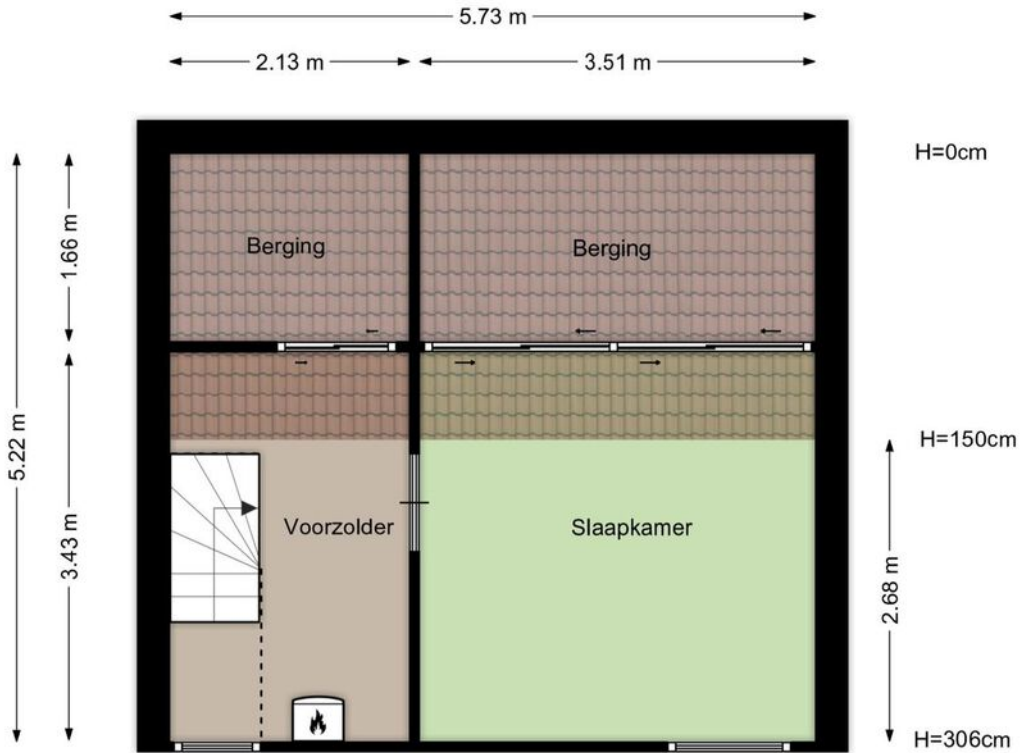 5.73 m
2.13 m
3.51 m
H=0cm
1.66 m
Berging
Berging
5.22 m
H=150cm
3.43 m
Voorzolder
Slaapkamer
2.68 m
H=306cm